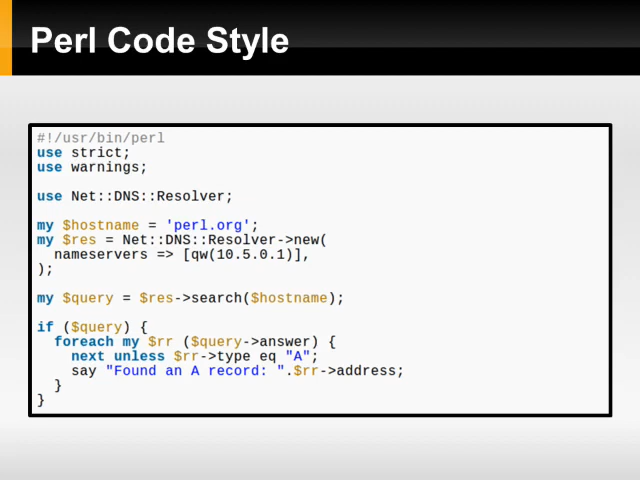 Perl Code Style
#!/usr/bin/perl
use strict;
use warnings;
use Net::DNS::Resolver;
my $hostname = 'perl.org';
my $res = Net::DNS::Resolver->new(
  nameservers => [qw(10.5.0.1)],
);
my $query = $res->search($hostname);
if ($query) {
  foreach my $rr ($query->answer) {
    next unless $rr->type eq "A";
    say "Found an A record: ".$rr->address;
  }
}